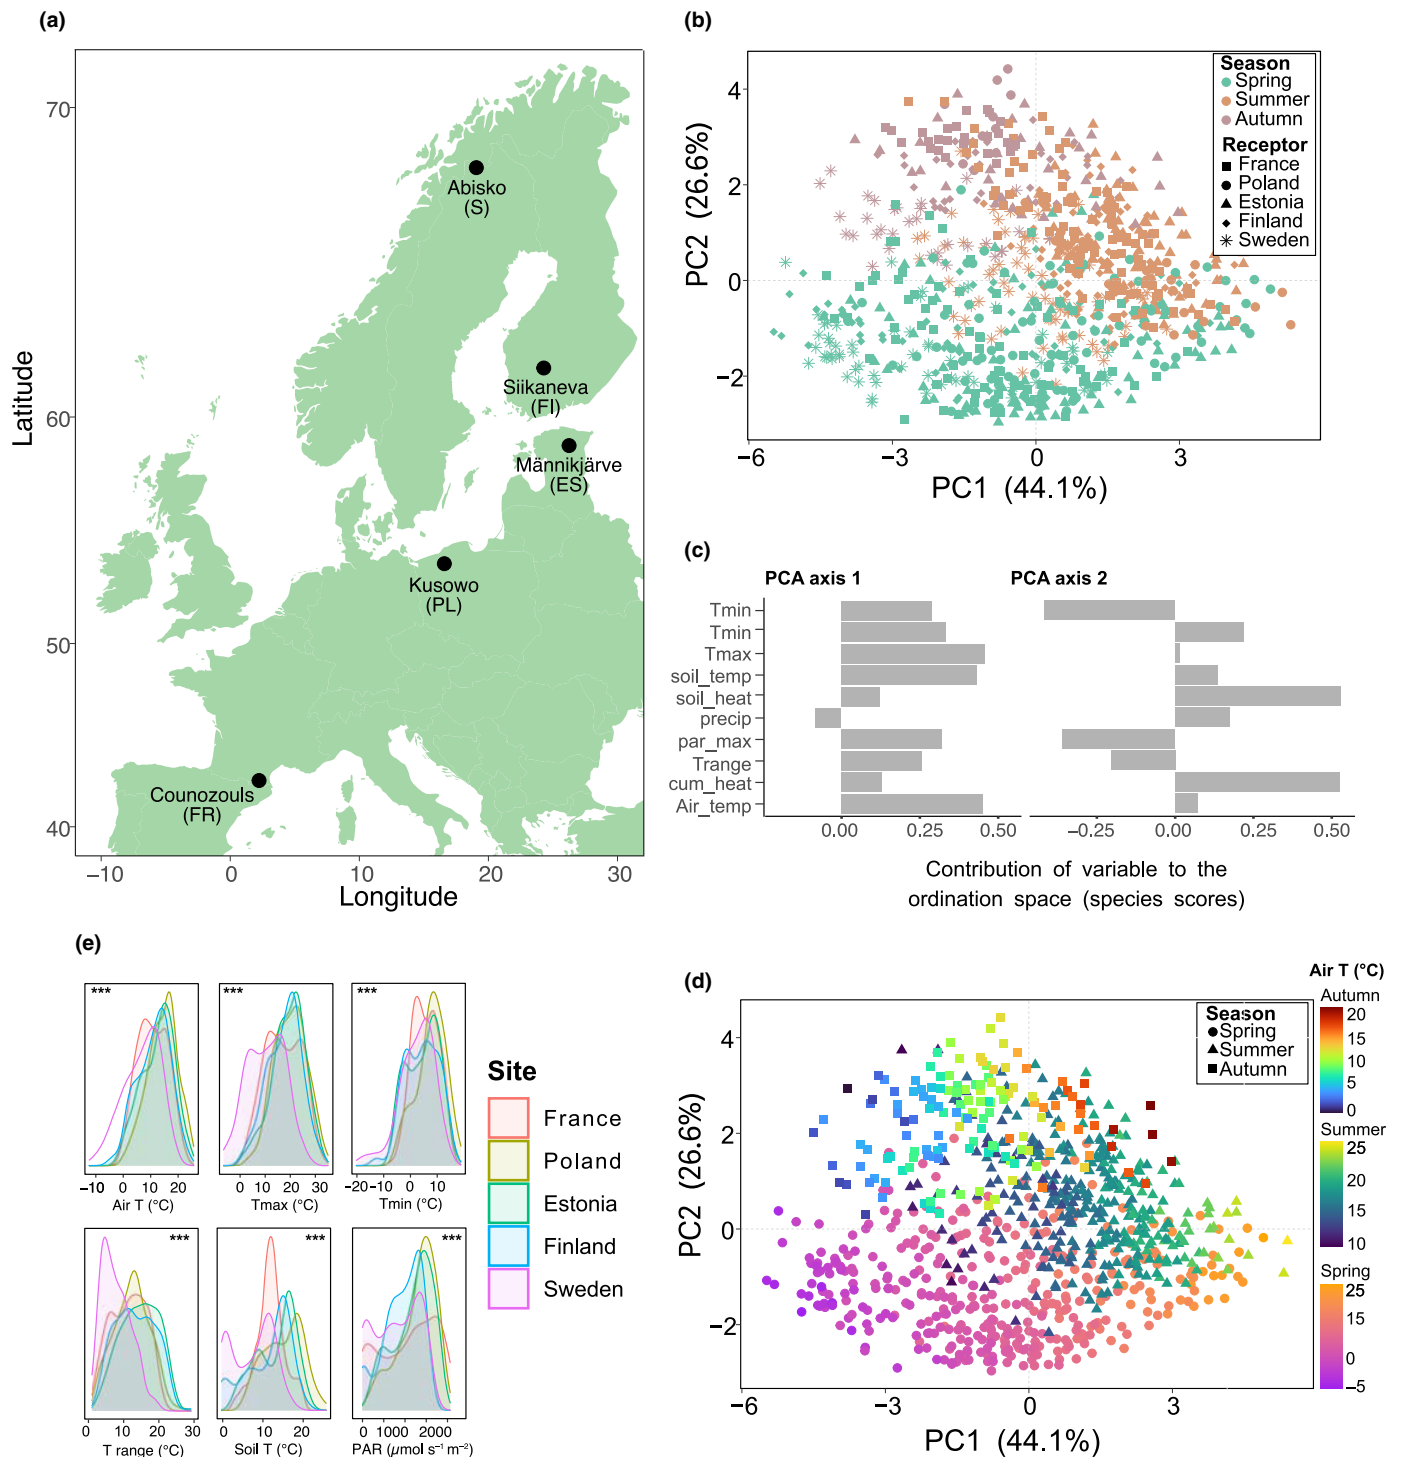 (a)
70
60
50
40
Latitude
Abisko
(S)
Siikaneva
(FI)
Männikjärve
(ES)
Kusowo
(PL)
Counozouls
(FR)
−10
0
10
20
30
Longitude
(b)
4
2
0
−2
PC2 (26.6%)
Season
Spring
Summer
Autumn
Receptor
France
Poland
Estonia
Finland
Sweden
−6
−3
0
3
PC1 (44.1%)
(c)
PCA axis 1
PCA axis 2
Tmin
Tmin
Tmax
soil_temp
soil_heat
precip
par_max
Trange
cum_heat
Air_temp
0.00
0.25
0.50
−0.25
0.00
0.25
0.50
Contribution of variable to the
ordination space (species scores)
(e)
***
−10
0
10
20
Air T (°C)
***
0
10
20
30
Tmax (°C)
***
−20
−10
0
10
Tmin (°C)
***
0
10
20
30
T range (°C)
***
0
10
20
Soil T (°C)
***
0
1000
2000
PAR (µmol s⁻¹ m⁻²)
Site
France
Poland
Estonia
Finland
Sweden
(d)
4
2
0
−2
PC2 (26.6%)
Season
Spring
Summer
Autumn
−6
−3
0
3
PC1 (44.1%)
Air T (°C)
Autumn
20
15
10
5
0
Summer
25
20
15
10
Spring
25
15
0
−5